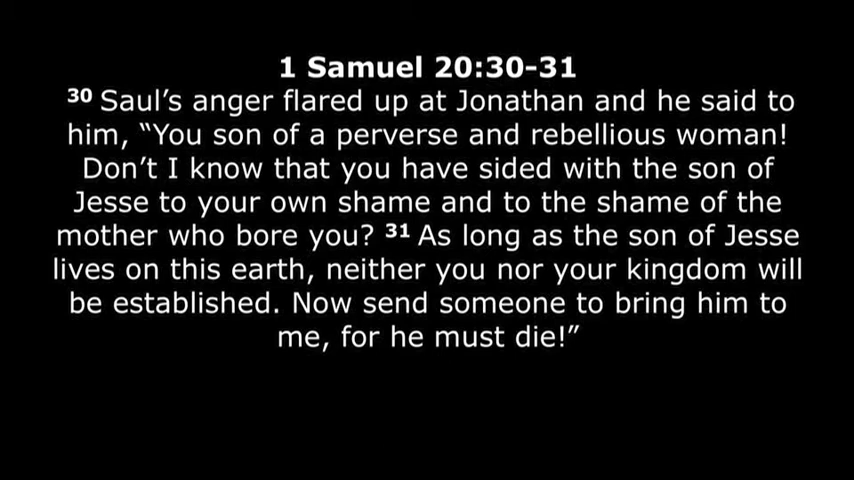 1 Samuel 20:30-31
30 Saul’s anger flared up at Jonathan and he said to
him, “You son of a perverse and rebellious woman!
Don’t I know that you have sided with the son of
Jesse to your own shame and to the shame of the
mother who bore you? 31 As long as the son of Jesse
lives on this earth, neither you nor your kingdom will
be established. Now send someone to bring him to
me, for he must die!”